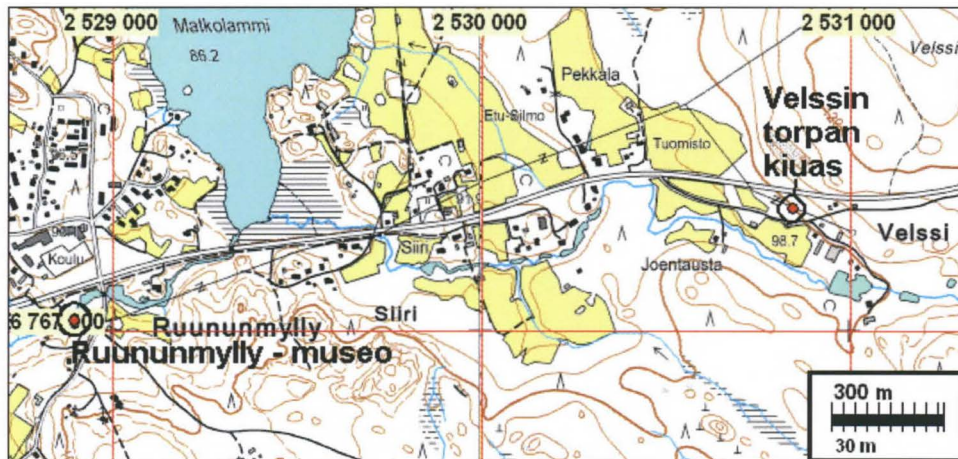 2 529 000
2 530 000
2 531 000
Matkolammi
86.2
Pekkala
Velssi
Velssin
torpan
kiuas
Etu-Silmo
Tuomisto
Siiri
98.7
Velssi
Koulu
Joentausta
6 767 000
Ruununmylly
Siiri
Ruununmylly - museo
300 m
30 m